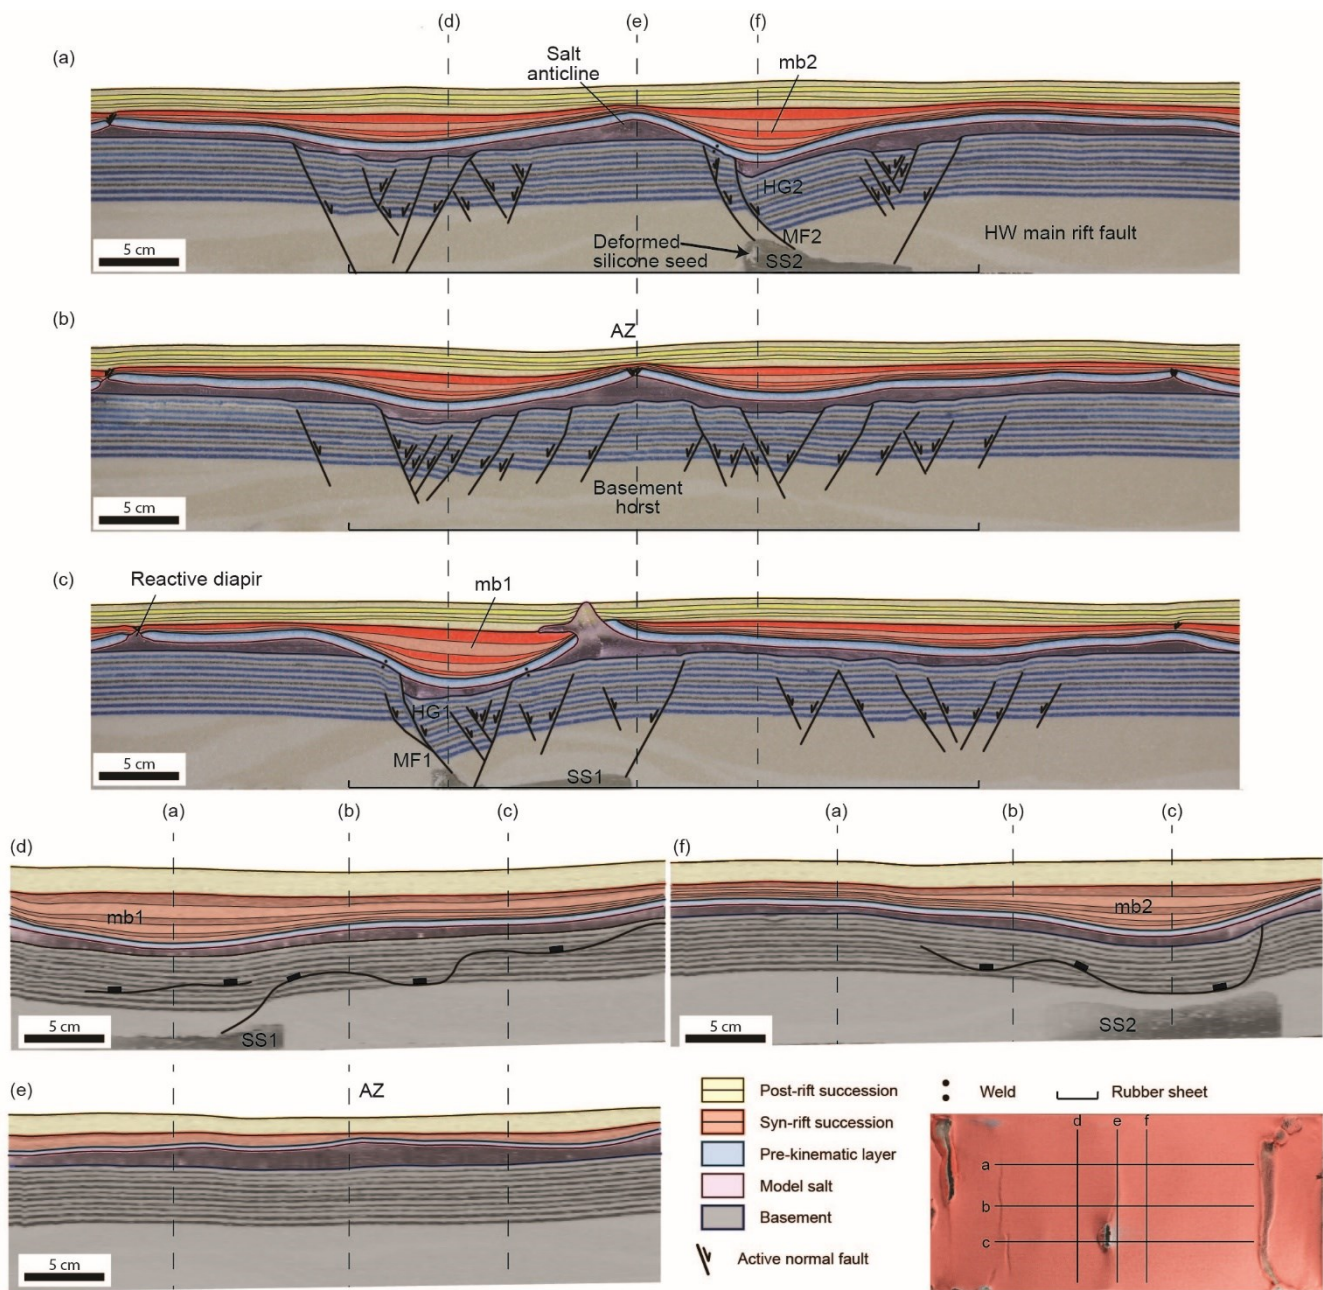 (d) (e) (f)
(a)
Salt
anticline
mb2
HG2
MF2
HW main rift fault
Deformed
silicone seed
SS2
5 cm
(b)
AZ
Basement
horst
5 cm
(c)
Reactive diapir
mb1
HG1
MF1
SS1
5 cm
(a) (b) (c)
(a) (b) (c)
(d)
mb1
SS1
5 cm
(f)
mb2
SS2
5 cm
(e)
AZ
5 cm
Post-rift succession
Syn-rift succession
Pre-kinematic layer
Model salt
Basement
Active normal fault
Weld
Rubber sheet
d e f
a
b
c